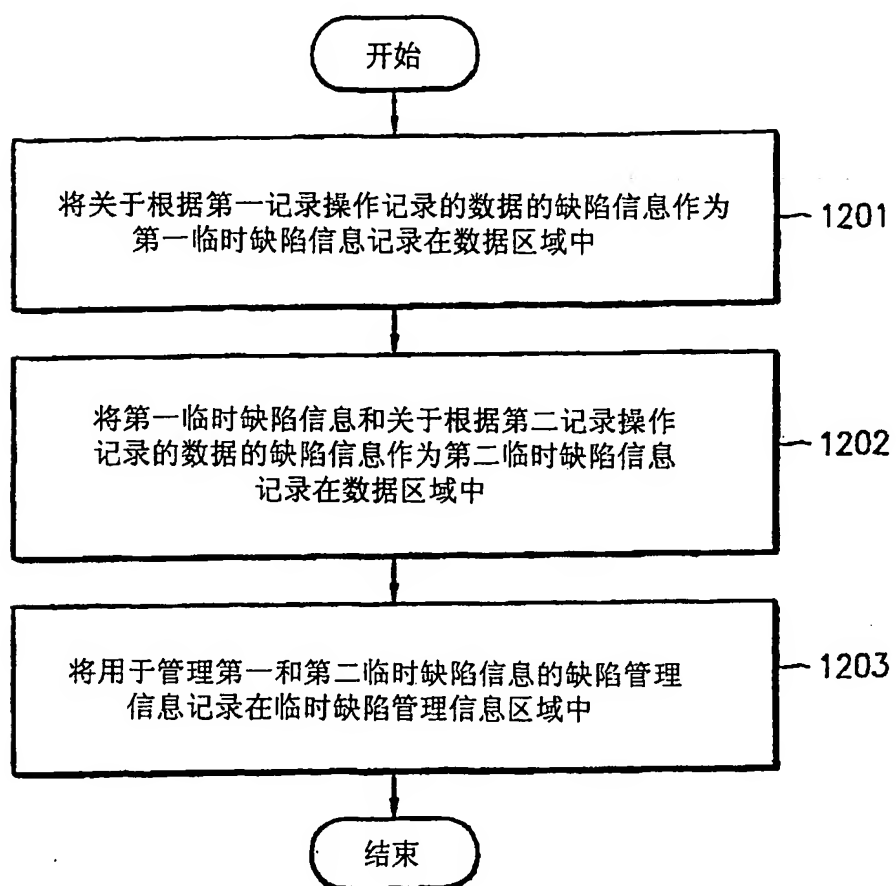 开始
将关于根据第一记录操作记录的数据的缺陷信息作为
第一临时缺陷信息记录在数据区域中
1201
将第一临时缺陷信息和关于根据第二记录操作
记录的数据的缺陷信息作为第二临时缺陷信息
记录在数据区域中
1202
将用于管理第一和第二临时缺陷信息的缺陷管理
信息记录在临时缺陷管理信息区域中
1203
结束